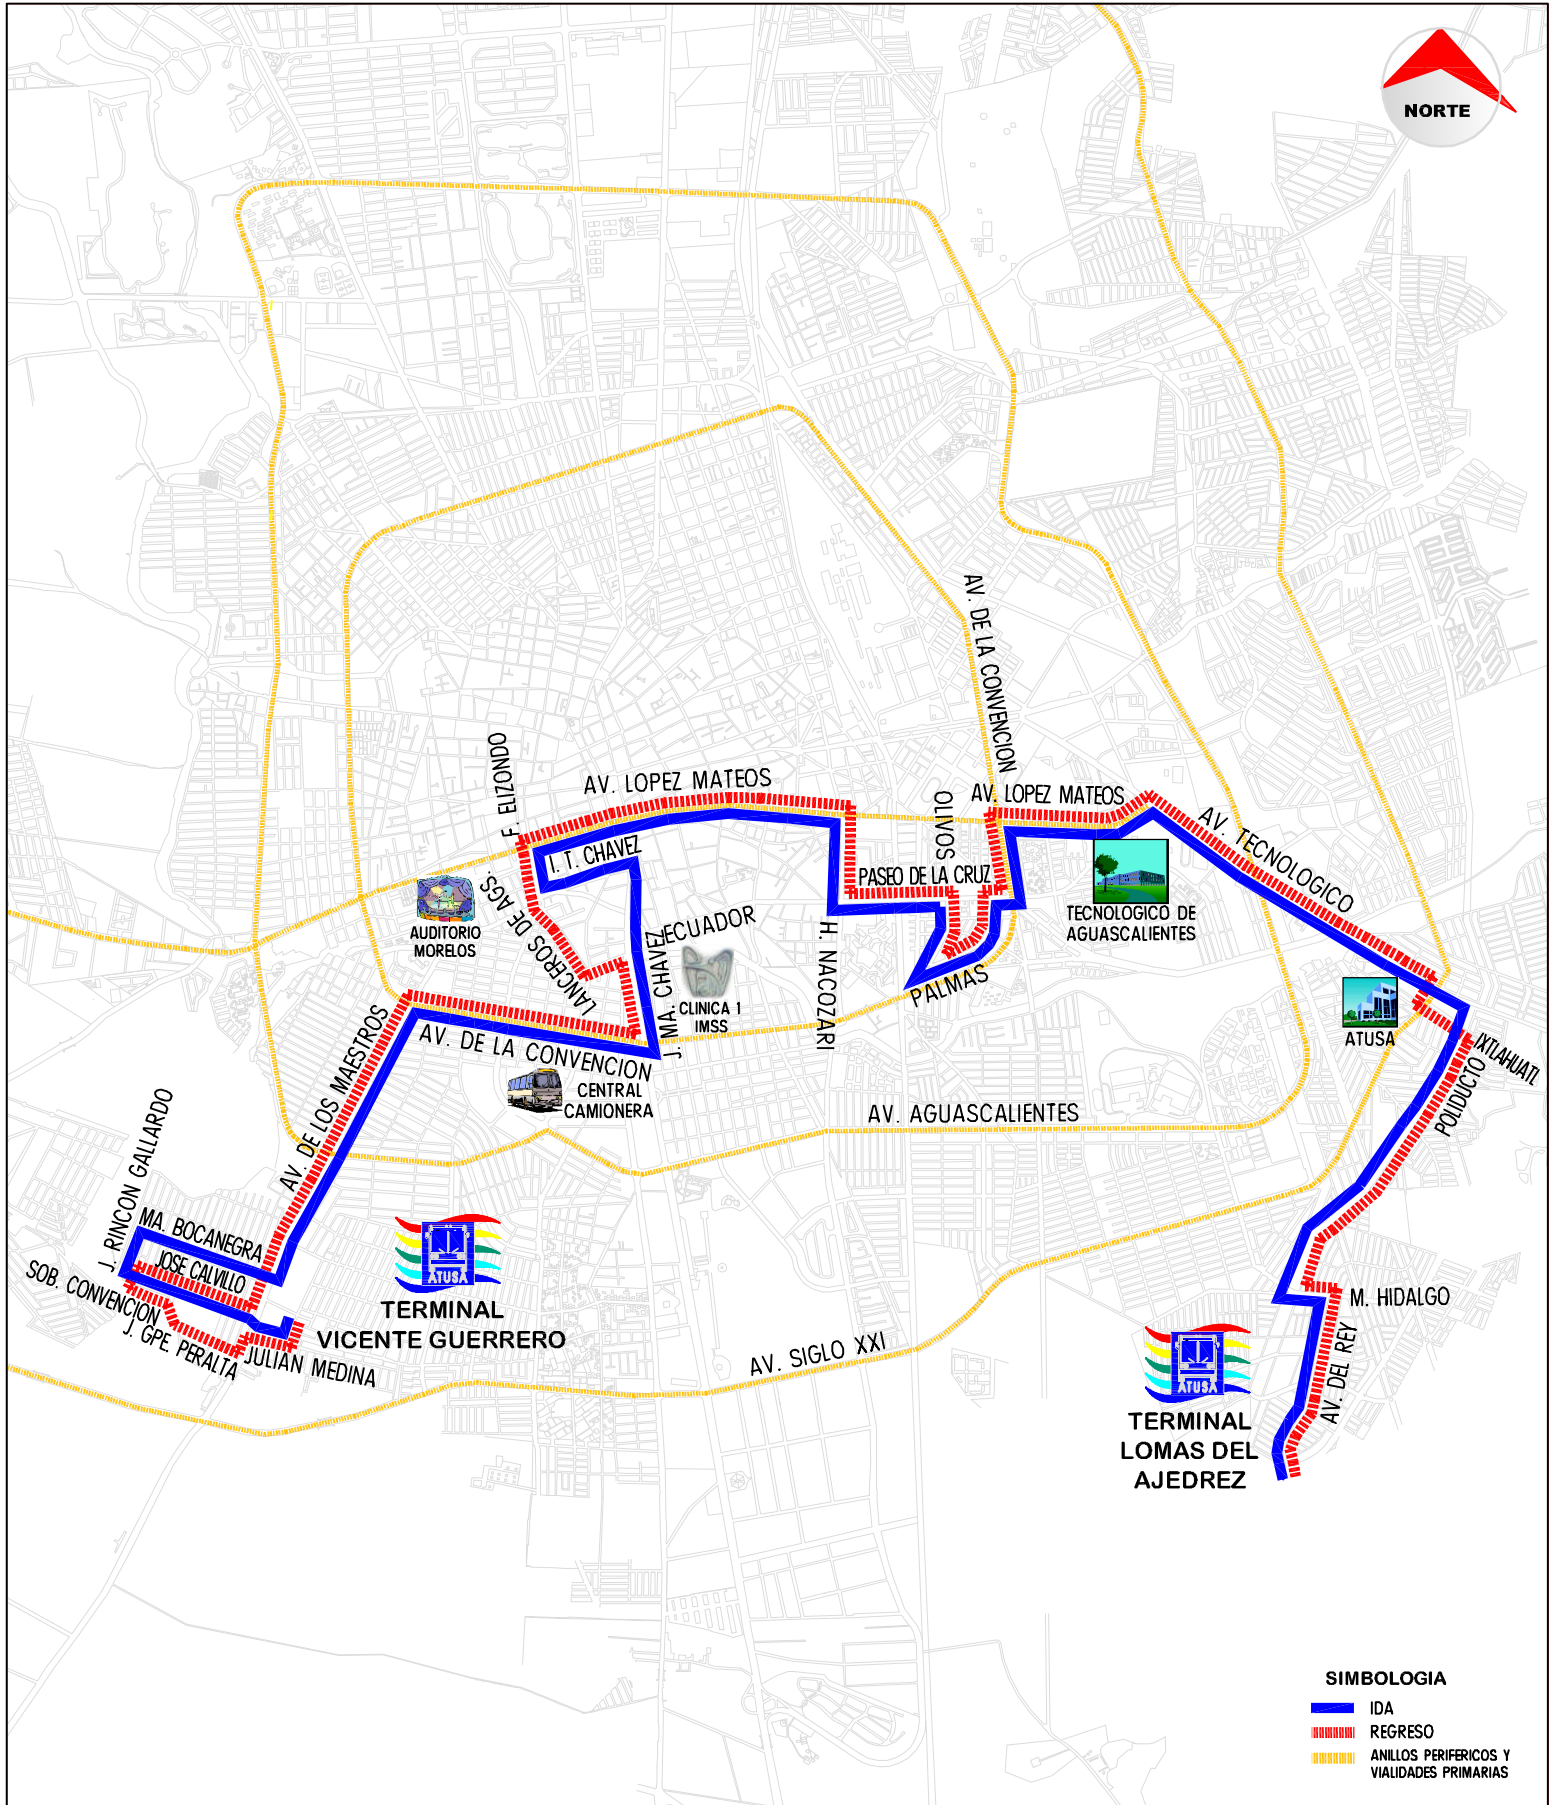 NORTE
AV. DE LA CONVENCION
F. ELIZONDO
AV. LOPEZ MATEOS
OLIVOS
AV. LOPEZ MATEOS
AV. TECNOLOGICO
I. T. CHAVEZ
PASEO DE LA CRUZ
LANCEROS DE AGS.
AUDITORIO
MORELOS
ECUADOR
J. MA. CHAVEZ
H. NACOZARI
PALMAS
TECNOLOGICO DE
AGUASCALIENTES
CLINICA 1
IMSS
AV. DE LA CONVENCION
ATUSA
IXTLAHUATL
POLIDUCTO
CENTRAL
CAMIONERA
AV. AGUASCALIENTES
AV. DE LOS MAESTROS
J. RINCON GALLARDO
MA. BOCANEGRA
JOSE CALVILLO
SOB. CONVENCION
J. GPE. PERALTA
JULIAN MEDINA
ATUSA
TERMINAL
VICENTE GUERRERO
M. HIDALGO
AV. DEL REY
AV. SIGLO XXI
ATUSA
TERMINAL
LOMAS DEL
AJEDREZ
SIMBOLOGIA
IDA
REGRESO
ANILLOS PERIFERICOS Y
VIALIDADES PRIMARIAS